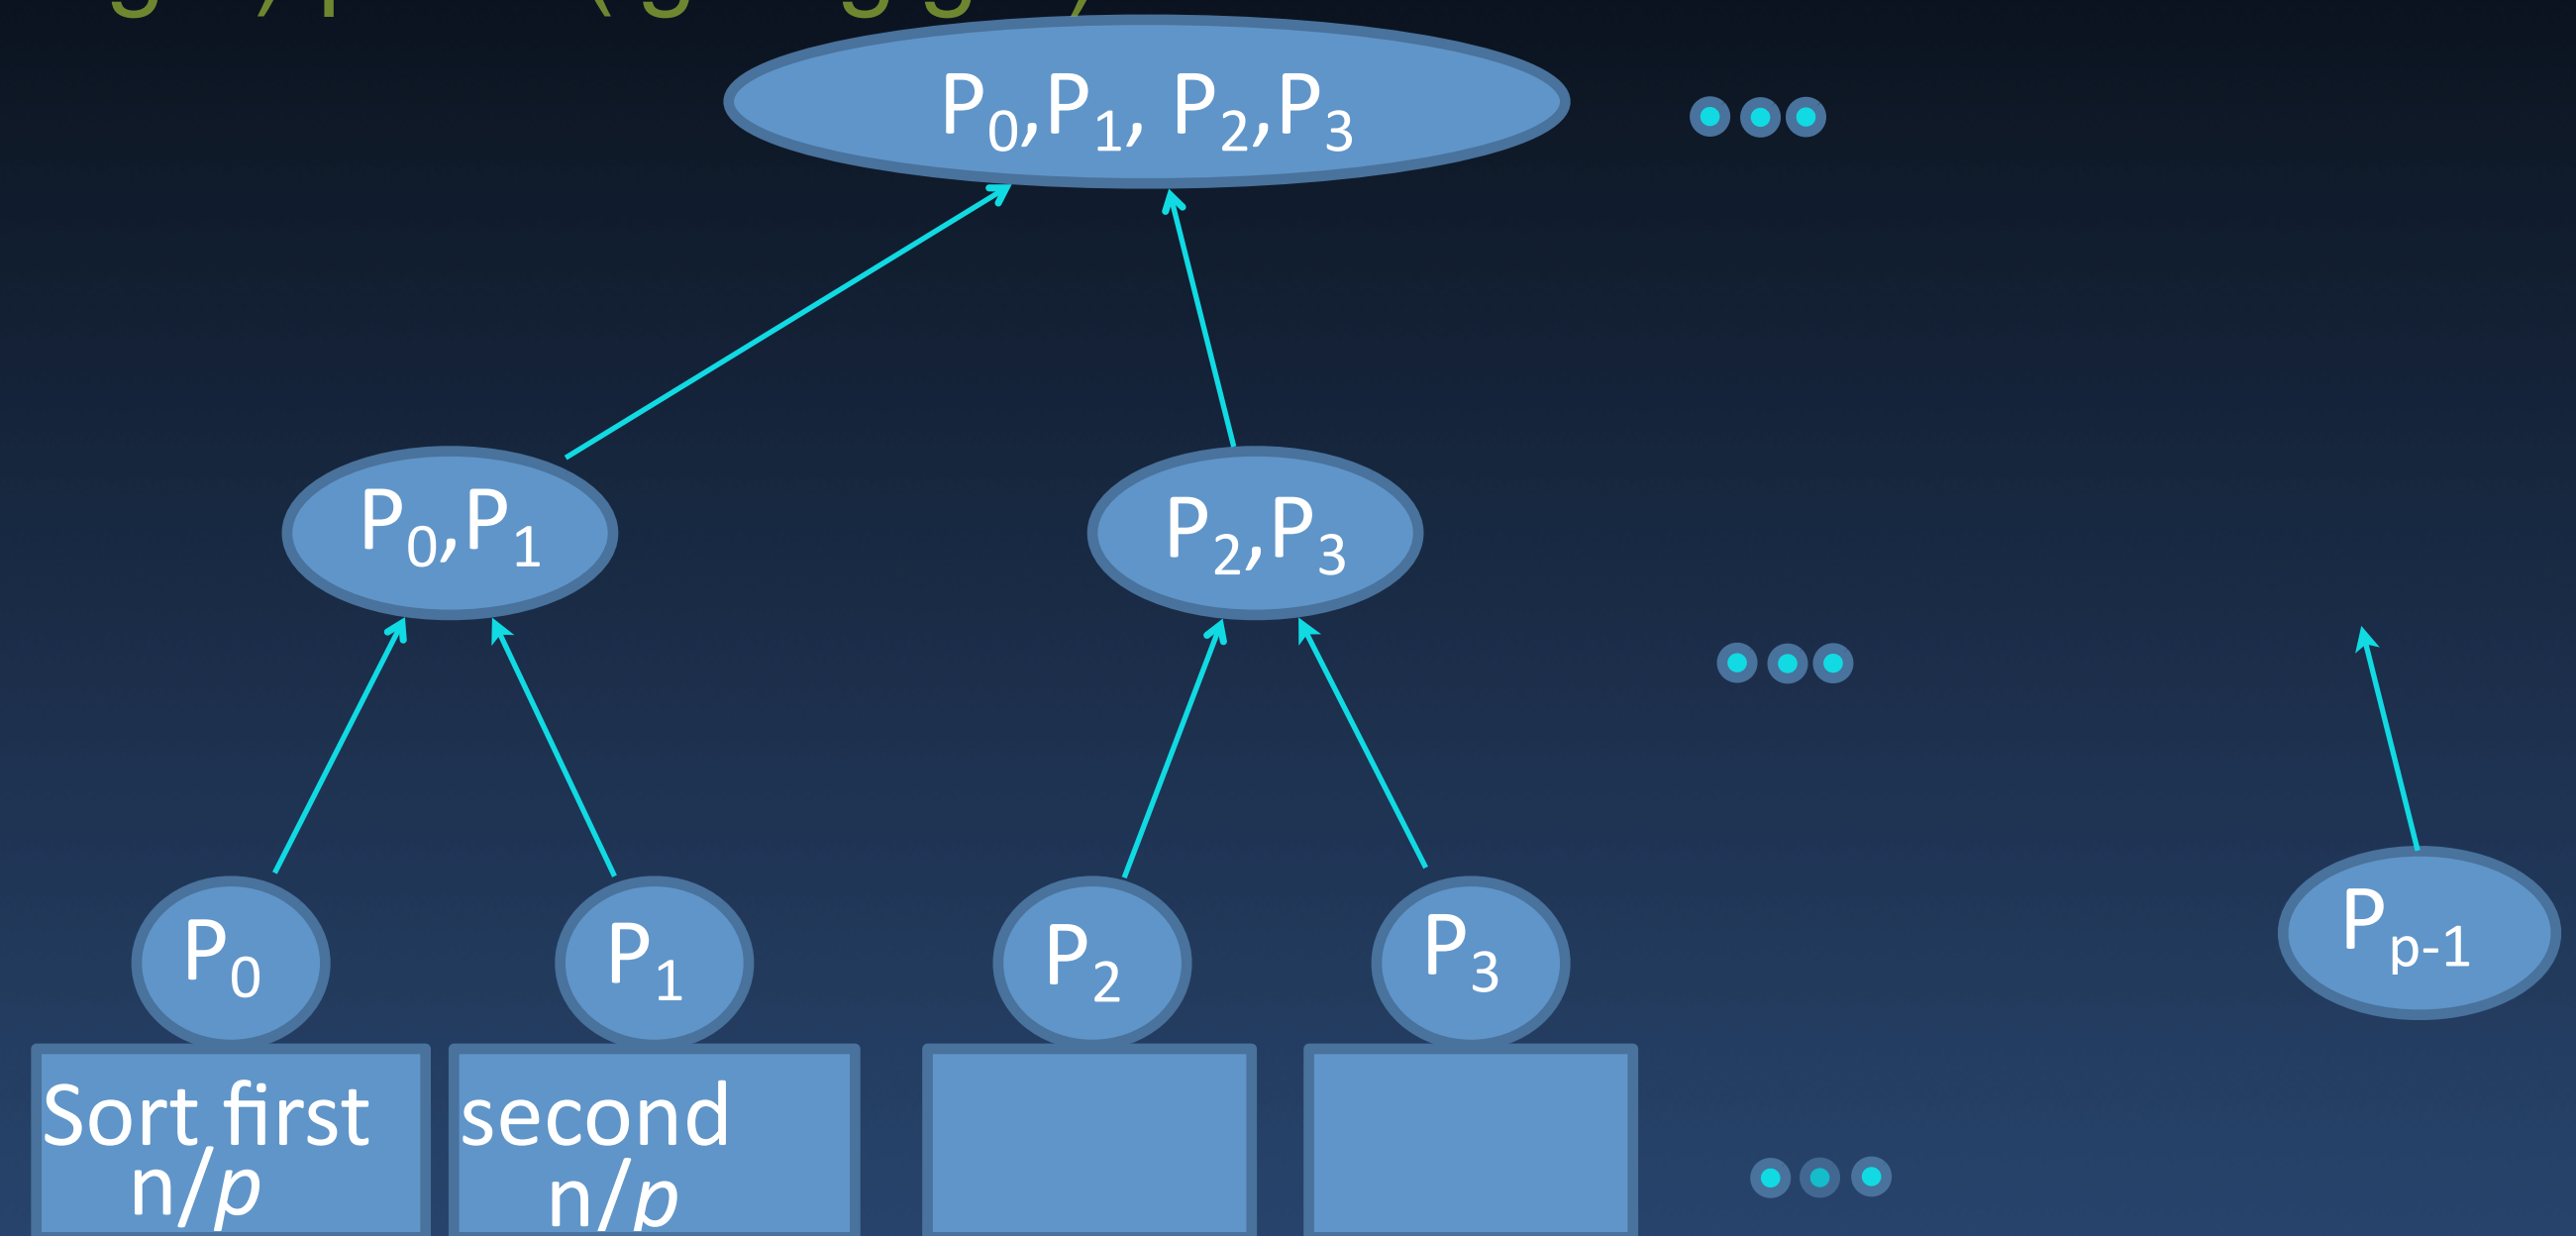 P₀,P₁, P₂,P₃
P₀,P₁
P₂,P₃
P₀
P₁
P₂
P₃
Pₚ₋₁
Sort first
n/p
second
n/p